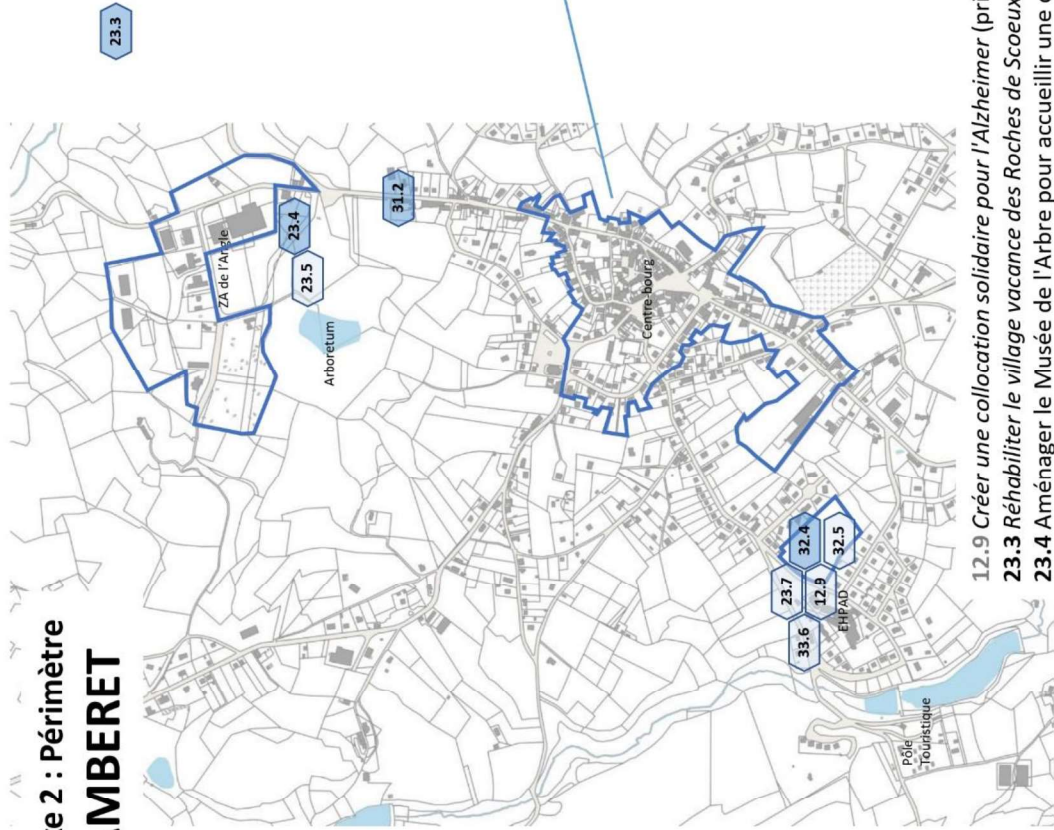 e 2 : Périmètre
AMBERET
23.3
ZA de l'Angle
23.4
23.5
31.2
Arboretum
Centre-bourg
32.4
23.7
32.5
12.9
33.6
EHPAD
Pôle
Touristique
12.9 Créer une collocation solidaire pour l'Alzheimer (pri
23.3 Réhabiliter le village vacance des Roches de Scoeux
23.4 Aménager le Musée de l'Arbre pour accueillir une